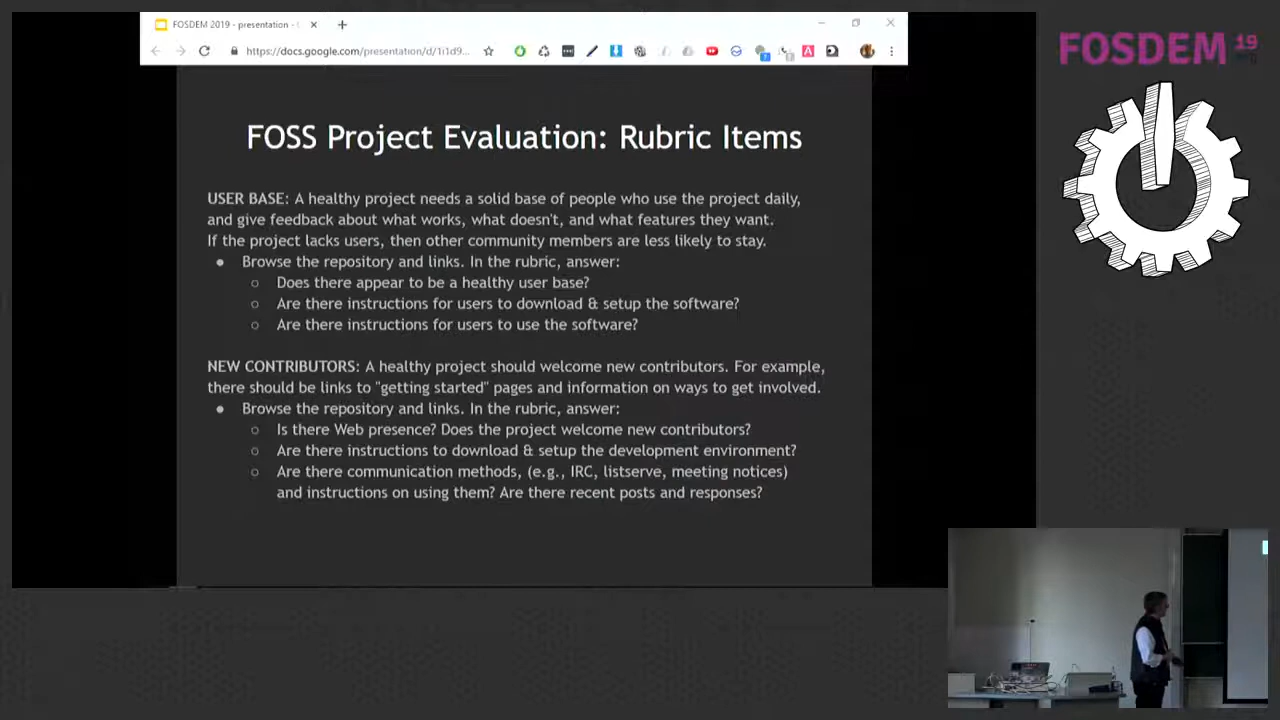 FOSDEM 2019 - presentation -
https://docs.google.com/presentation/d/1i1d9...
FOSDEM 19
FOSS Project Evaluation: Rubric Items
USER BASE: A healthy project needs a solid base of people who use the project daily,
and give feedback about what works, what doesn't, and what features they want.
If the project lacks users, then other community members are less likely to stay.
● Browse the repository and links. In the rubric, answer:
○ Does there appear to be a healthy user base?
○ Are there instructions for users to download & setup the software?
○ Are there instructions for users to use the software?
NEW CONTRIBUTORS: A healthy project should welcome new contributors. For example,
there should be links to "getting started" pages and information on ways to get involved.
● Browse the repository and links. In the rubric, answer:
○ Is there Web presence? Does the project welcome new contributors?
○ Are there instructions to download & setup the development environment?
○ Are there communication methods, (e.g., IRC, listserve, meeting notices)
and instructions on using them? Are there recent posts and responses?